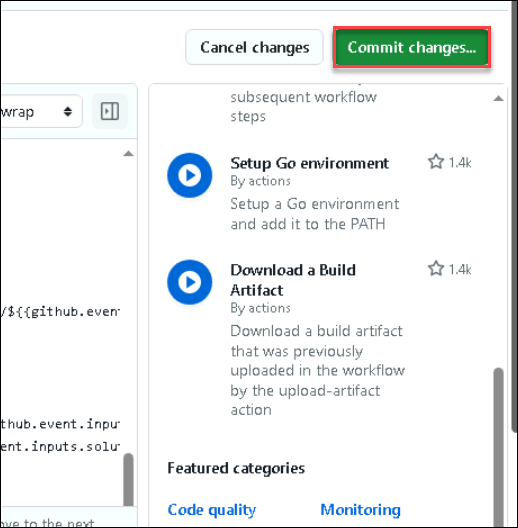 Cancel changes
Commit changes...
wrap
subsequent workflow
steps
Setup Go environment
1.4k
By actions
Setup a Go environment
and add it to the PATH
Download a Build
Artifact
1.4k
By actions
Download a build artifact
that was previously
uploaded in the workflow
by the upload-artifact
action
/${{github.even
thub.event.inpu
ent.inputs.solu
Featured categories
Code quality
Monitoring
ove to the next